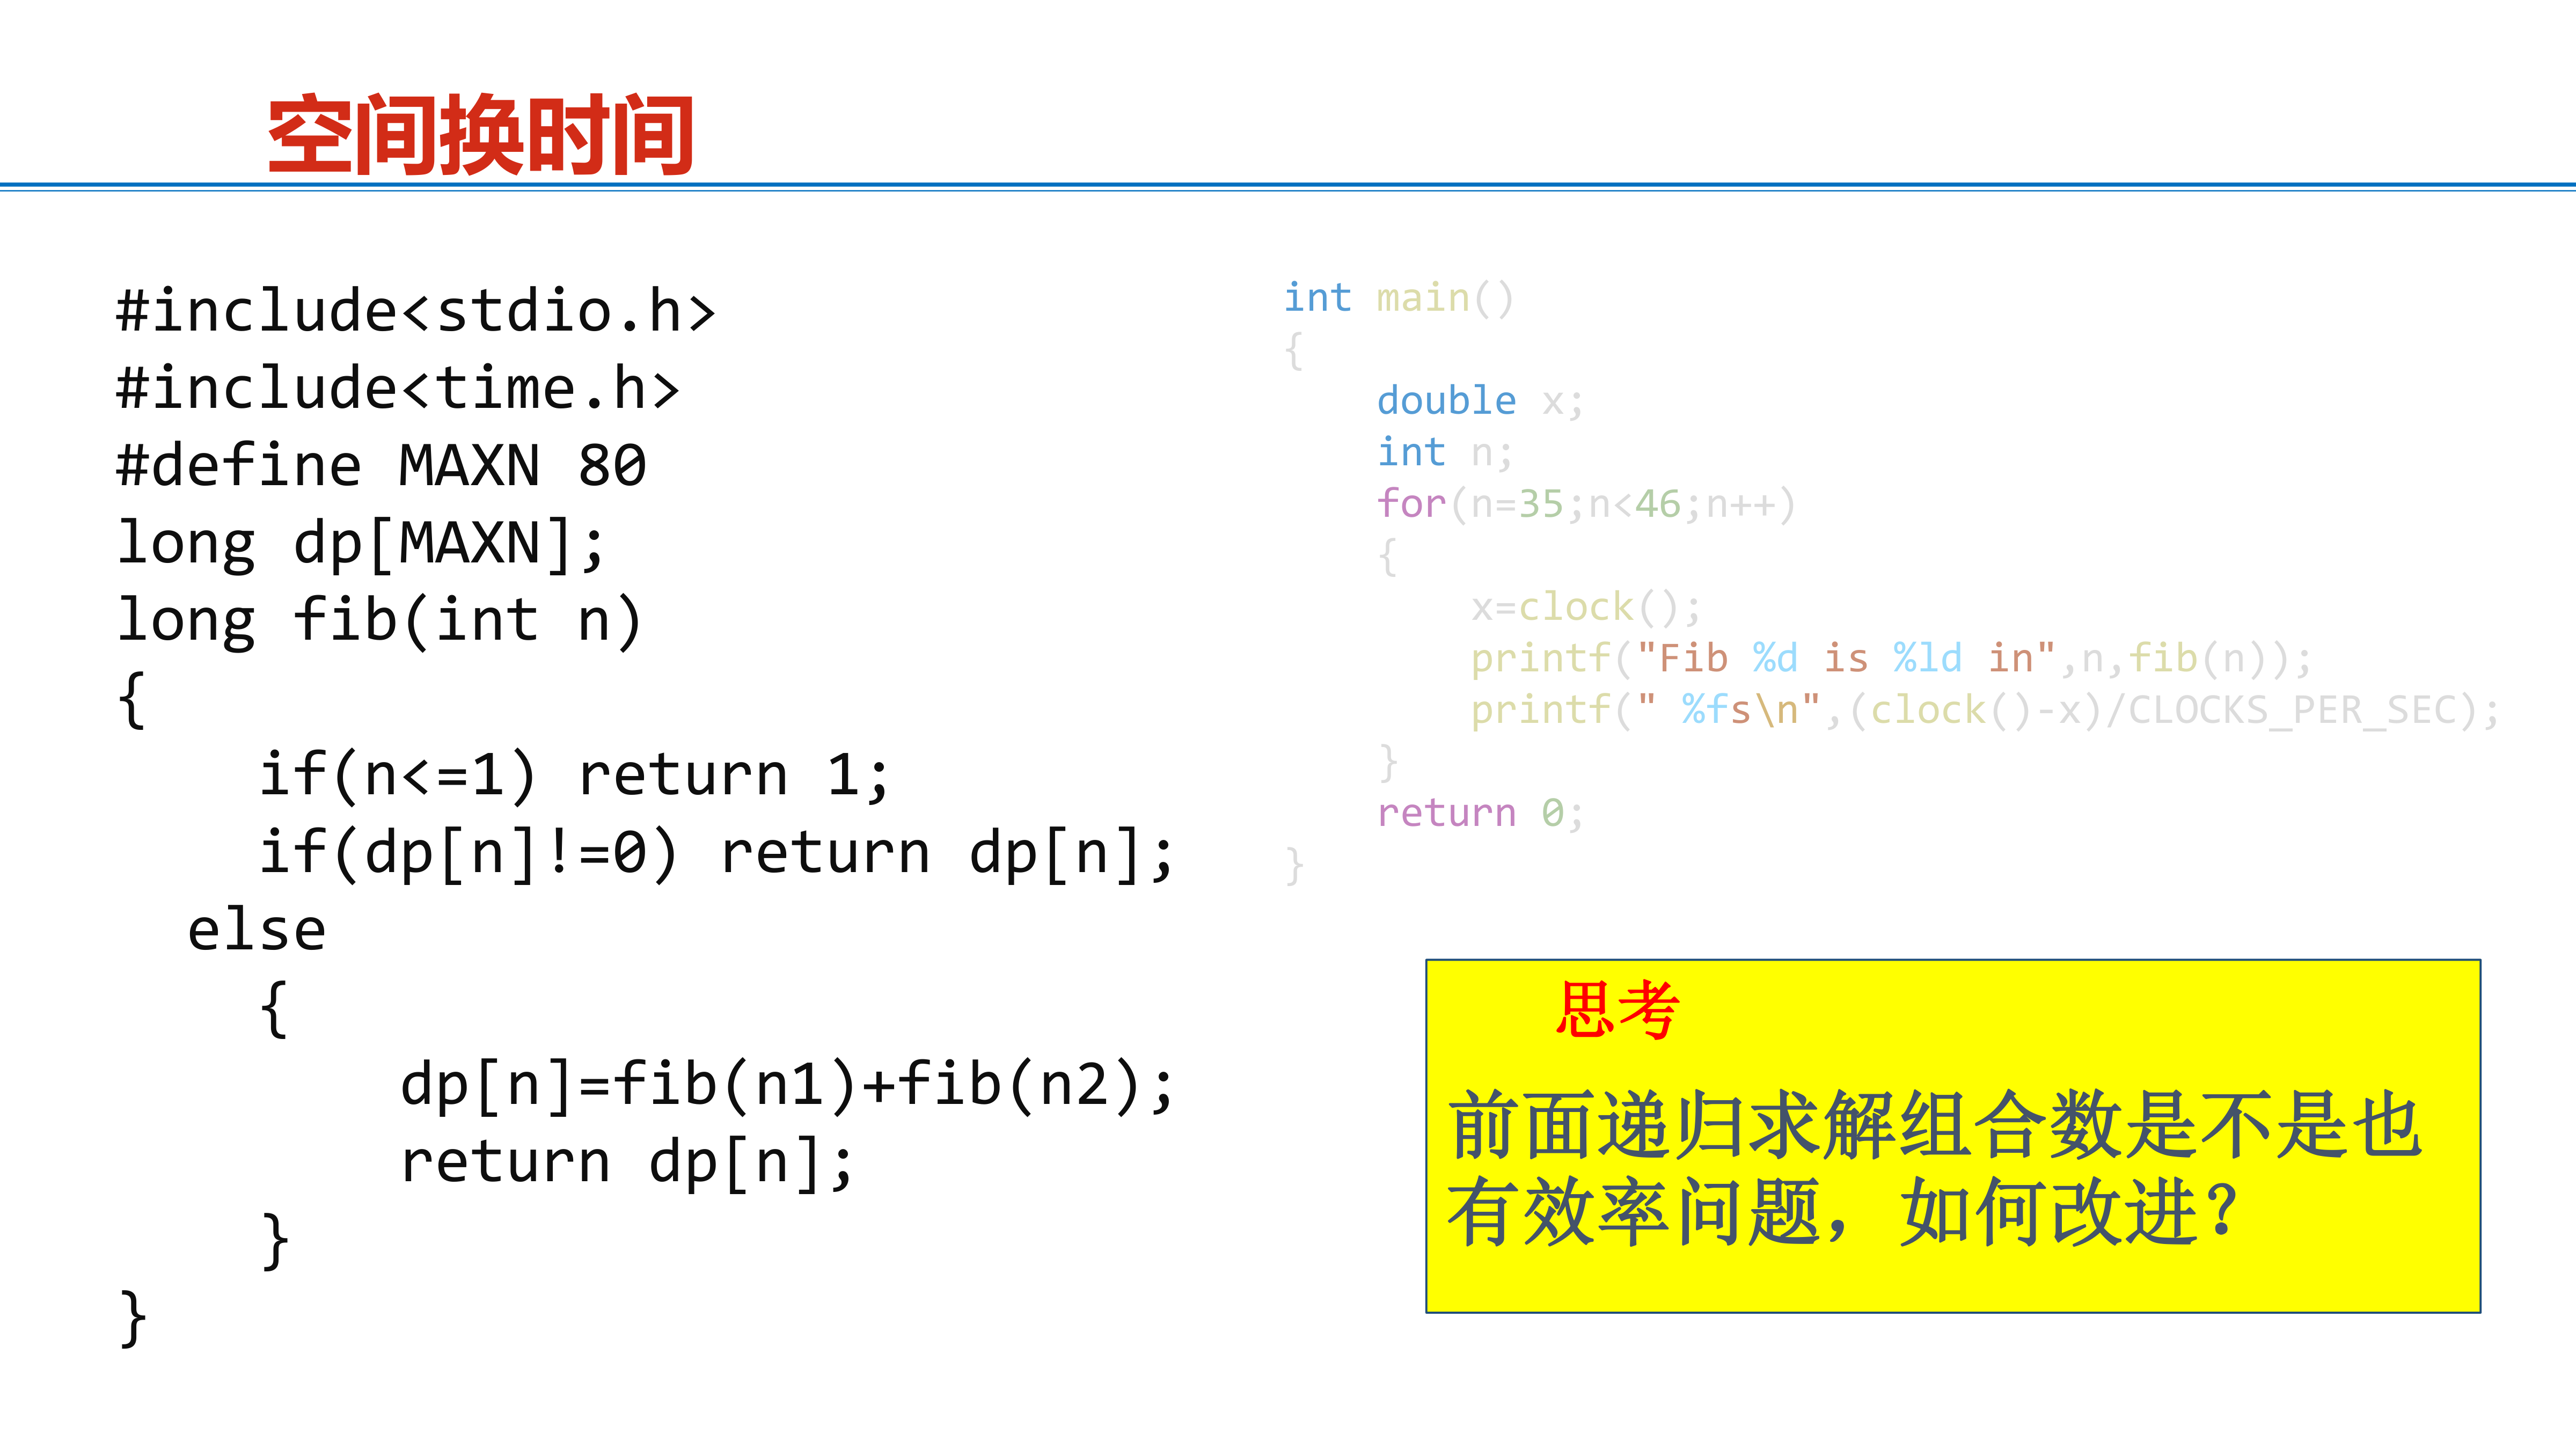 空间换时间
#include<stdio.h>
#include<time.h>
#define MAXN 80
long dp[MAXN];
long fib(int n)
{
    if(n<=1) return 1;
    if(dp[n]!=0) return dp[n];
  else
    {
        dp[n]=fib(n1)+fib(n2);
        return dp[n];
    }
}
int main()
{
    double x;
    int n;
    for(n=35;n<46;n++)
    {
        x=clock();
        printf("Fib %d is %ld in",n,fib(n));
        printf(" %fs\n",(clock()-x)/CLOCKS_PER_SEC);
    }
    return 0;
}
思考
前面递归求解组合数是不是也
有效率问题，如何改进？